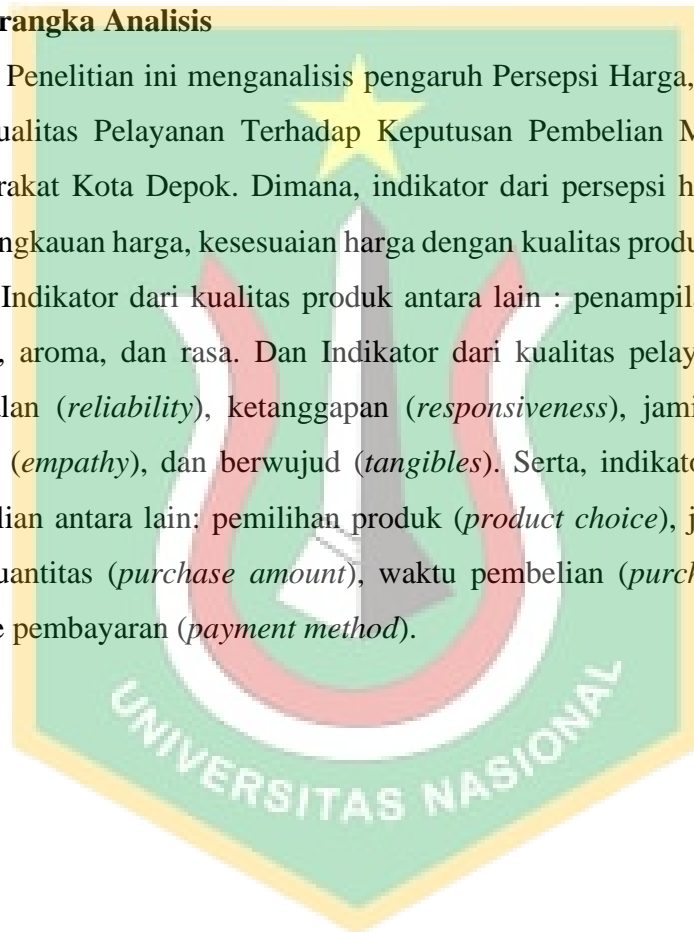 rangka Analisis
Penelitian ini menganalisis pengaruh Persepsi Harga,
ualitas Pelayanan Terhadap Keputusan Pembelian M
rakat Kota Depok. Dimana, indikator dari persepsi h
ngkauan harga, kesesuaian harga dengan kualitas produ
Indikator dari kualitas produk antara lain : penampila
, aroma, dan rasa. Dan Indikator dari kualitas pelay
lan (reliability), ketanggapan (responsiveness), jami
(empathy), dan berwujud (tangibles). Serta, indikato
lian antara lain: pemilihan produk (product choice), j
uantitas (purchase amount), waktu pembelian (purch
e pembayaran (payment method).
UNIVERSITAS NASIONAL